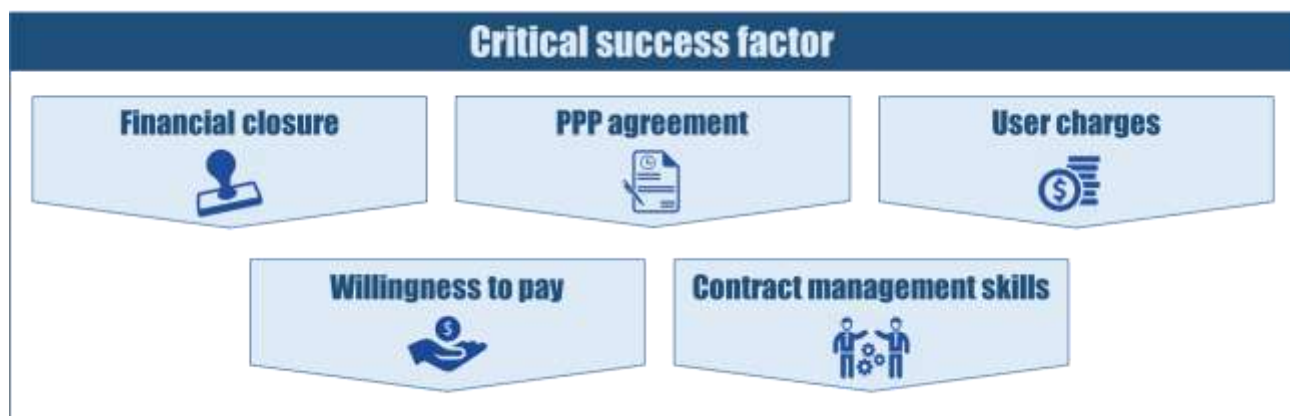 Critical success factor
Financial closure
PPP agreement
User charges
$
Willingness to pay
$
Contract management skills